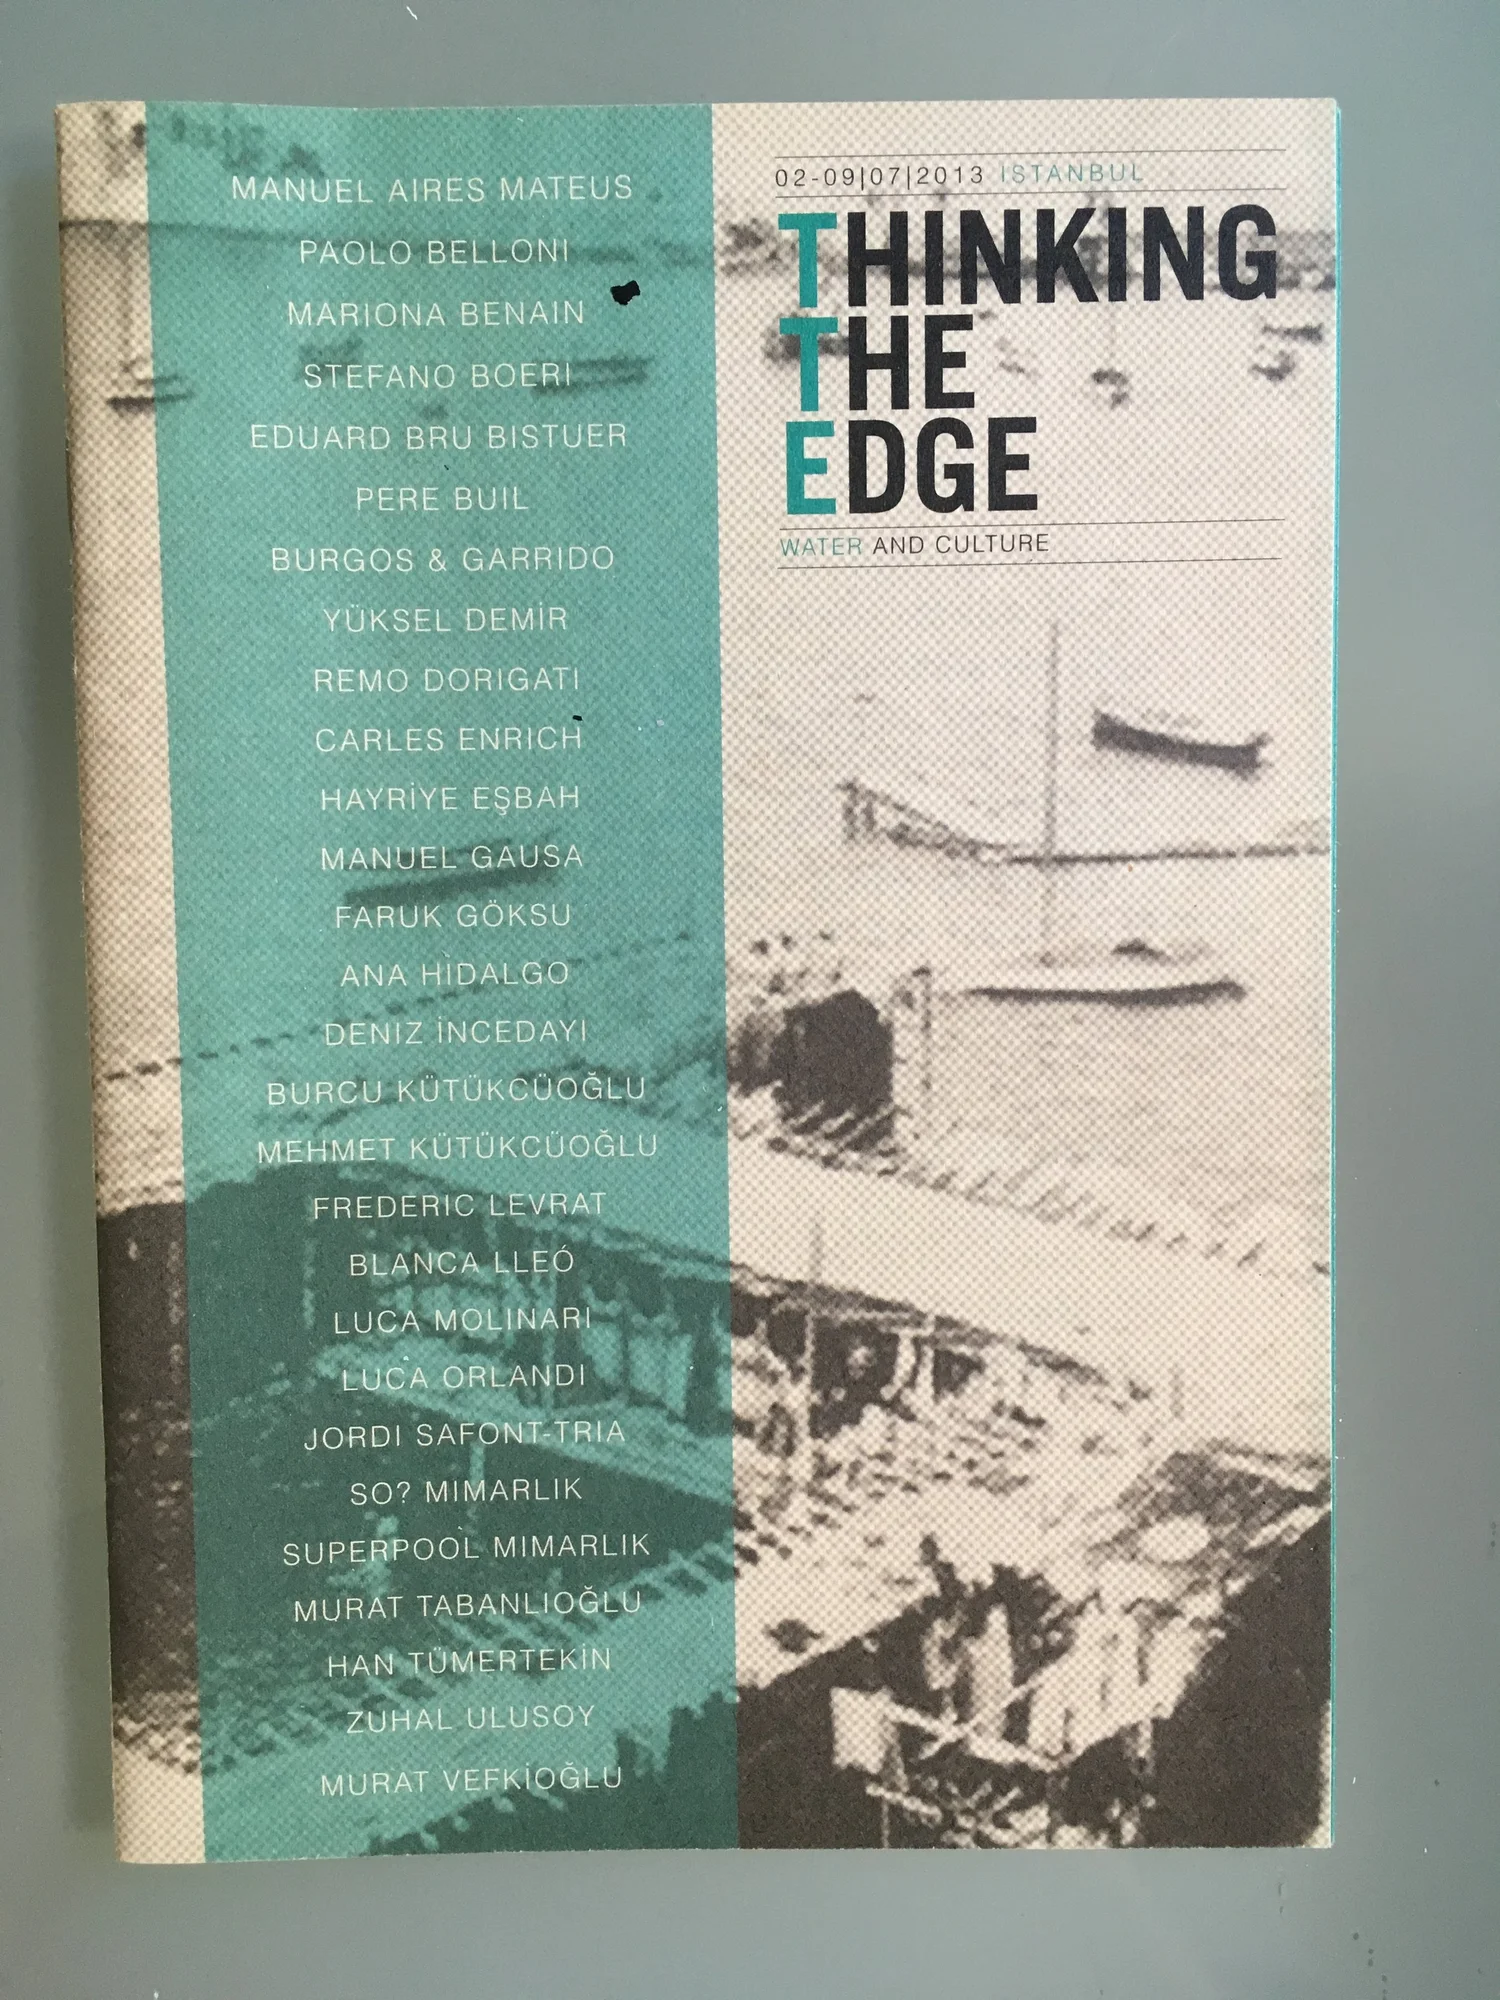 MANUEL AIRES MATEUS
PAOLO BELLONI
MARIONA BENAIN
STEFANO BOERI
EDUARD BRU BISTUER
PERE BUIL
BURGOS & GARRIDO
YÜKSEL DEMİR
REMO DORIGATI
CARLES ENRICH
HAYRİYE EŞBAH
MANUEL GAUSA
FARUK GÖKSU
ANA HİDALGO
DENIZ İNCEDAYI
BURCU KÜTÜKCÜOĞLU
MEHMET KÜTÜKCÜOĞLU
FREDERIC LEVRAT
BLANCA LLEÓ
LUCA MOLINARI
LUCA ORLANDI
JORDI SAFONT-TRIA
SO? MIMARLIK
SUPERPOOL MIMARLIK
MURAT TABANLIOĞLU
HAN TÜMERTEKİN
ZUHAL ULUSOY
MURAT VEFKİOĞLU
02-09|07|2013 ISTANBUL
THINKING
THE
EDGE
WATER AND CULTURE